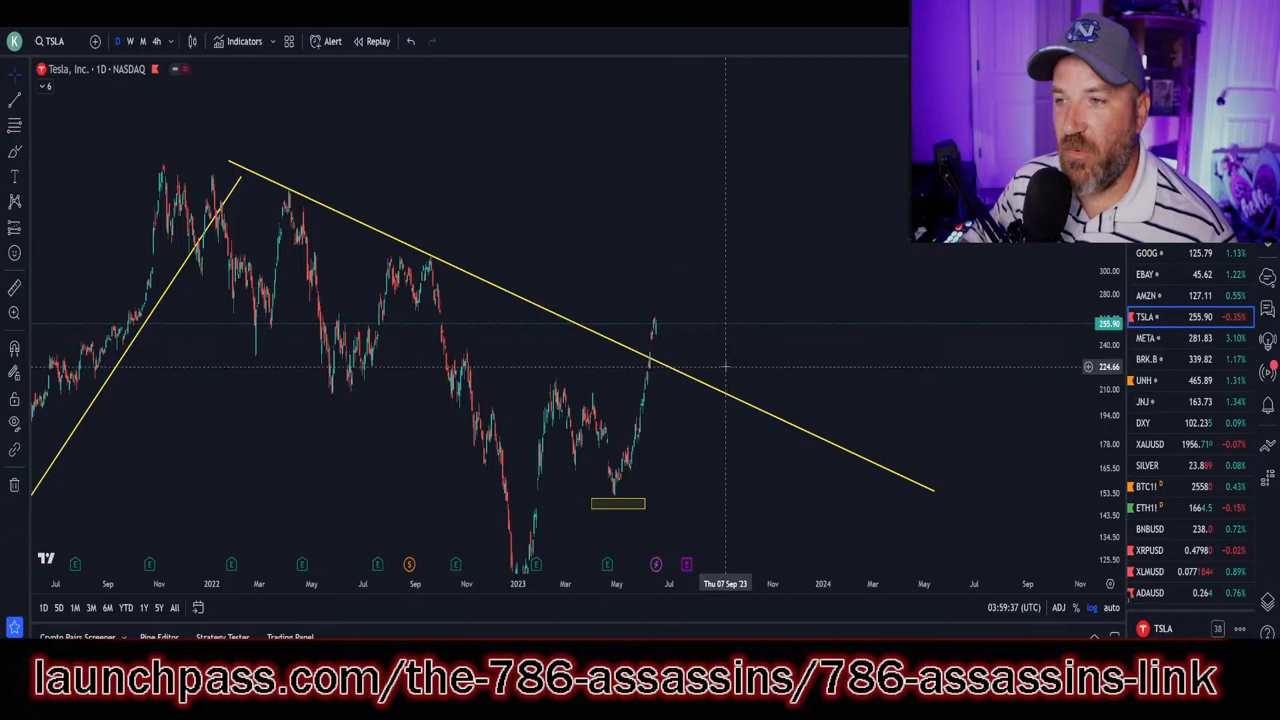 K TSLA D W M 4h Indicators Alert Replay
Tesla, Inc. · 1D · NASDAQ
6
300.00
280.00
255.90
240.00
224.66
210.00
194.00
178.00
165.50
153.50
143.50
134.50
125.50
GOOG 125.79 1.13%
EBAY 45.62 1.22%
AMZN 127.11 0.55%
TSLA 255.90 -0.35%
META 281.83 3.10%
BRK.B 339.82 1.17%
UNH 465.89 1.31%
JNJ 163.73 1.34%
DXY 102.235 0.09%
XAUUSD 1956.710 -0.07%
SILVER 23.889 0.08%
BTC1! D 25580 0.43%
ETH1! D 1664.5 -0.15%
BNBUSD 238.0 0.72%
XRPUSD 0.4798 -0.02%
XLMUSD 0.0771844 0.89%
ADAUSD 0.264 0.76%
E E E E E S E E E E
Jul Sep Nov 2022 Mar May Jul Sep Nov 2023 Mar May Jul Thu 07 Sep '23 Nov 2024 Mar May Jul Sep Nov
1D 5D 1M 3M 6M YTD 1Y 5Y All 03:59:37 (UTC) ADJ % log auto
TSLA 38
Crypto Pairs Screener Pine Editor Strategy Tester Trading Panel
launchpass.com/the-786-assassins/786-assassins-link